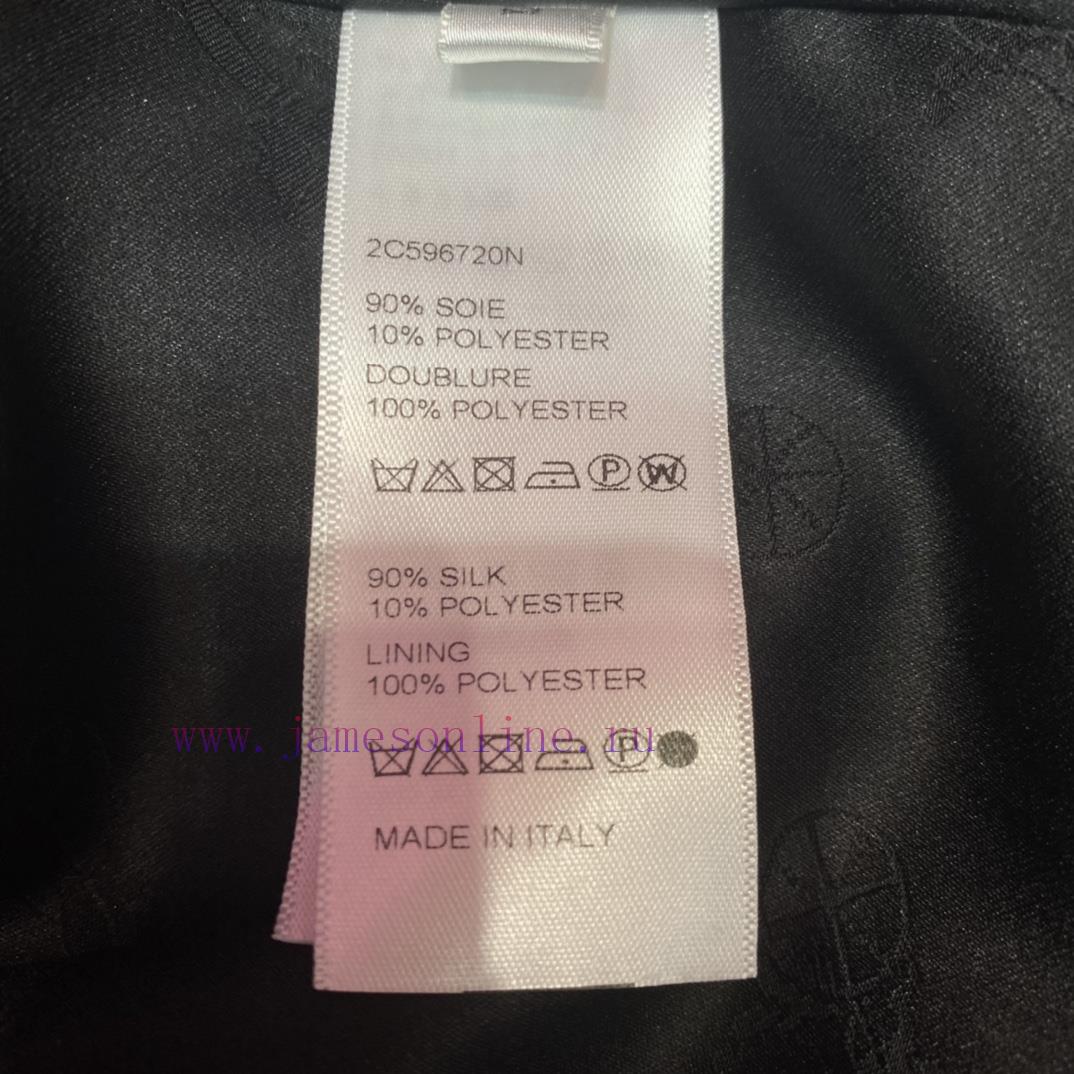 2C596720N
90% SOIE
10% POLYESTER
DOUBLURE
100% POLYESTER
P W
90% SILK
10% POLYESTER
LINING
100% POLYESTER
www.jamesonline.ru
P
MADE IN ITALY